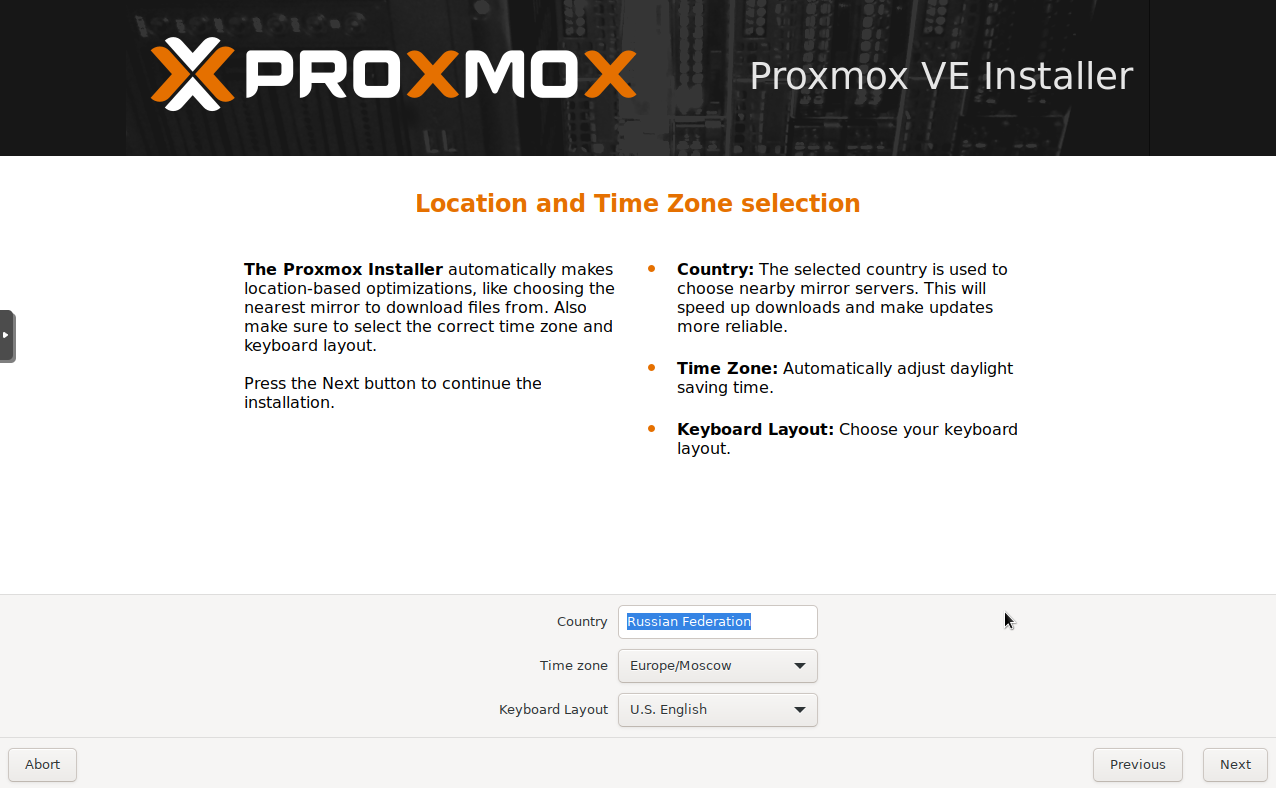 PROXMOX
Proxmox VE Installer
Location and Time Zone selection
The Proxmox Installer automatically makes
location-based optimizations, like choosing the
nearest mirror to download files from. Also
make sure to select the correct time zone and
keyboard layout.
Press the Next button to continue the
installation.
Country: The selected country is used to
choose nearby mirror servers. This will
speed up downloads and make updates
more reliable.
Time Zone: Automatically adjust daylight
saving time.
Keyboard Layout: Choose your keyboard
layout.
Country Russian Federation
Time zone Europe/Moscow
Keyboard Layout U.S. English
Abort Previous Next